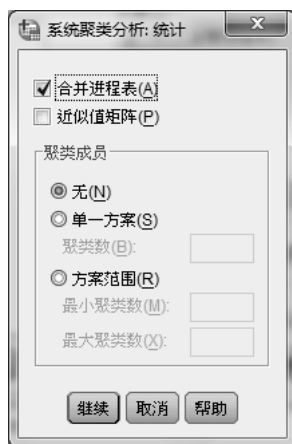 系统聚类分析: 统计
合并进程表(A)
近似值矩阵(P)
聚类成员
无(N)
单一方案(S)
聚类数(B):
方案范围(R)
最小聚类数(M):
最大聚类数(X):
继续 取消 帮助